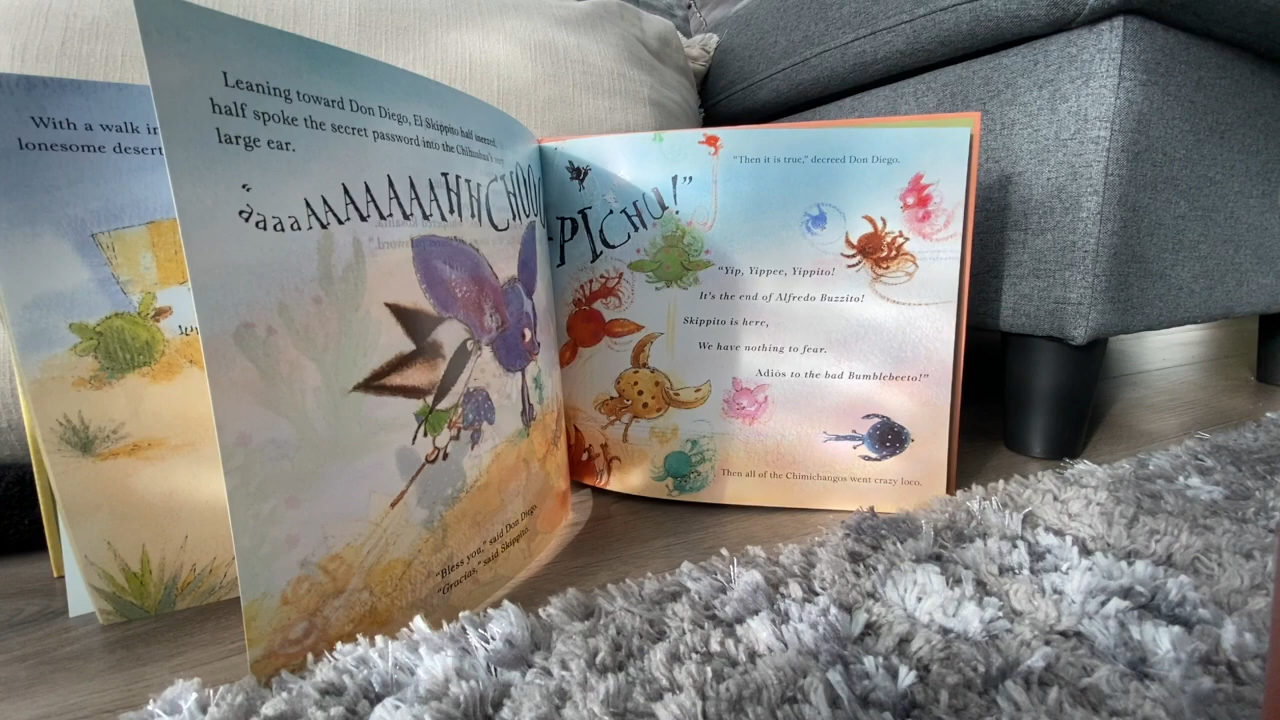 With a walk in
lonesome desert
Leaning toward Don Diego, El Skippito half sneezed,
half spoke the secret password into the Chihuahua's very
large ear.
"aaaaAAAAAAAAHHCHOOO
-PICHU!"
"Bless you," said Don Diego.
"Gracias," said Skippito.
"Then it is true," decreed Don Diego.
"Yip, Yippee, Yippito!
It's the end of Alfredo Buzzito!
Skippito is here,
We have nothing to fear.
Adiós to the bad Bumblebeeto!"
Then all of the Chimichangos went crazy loco.